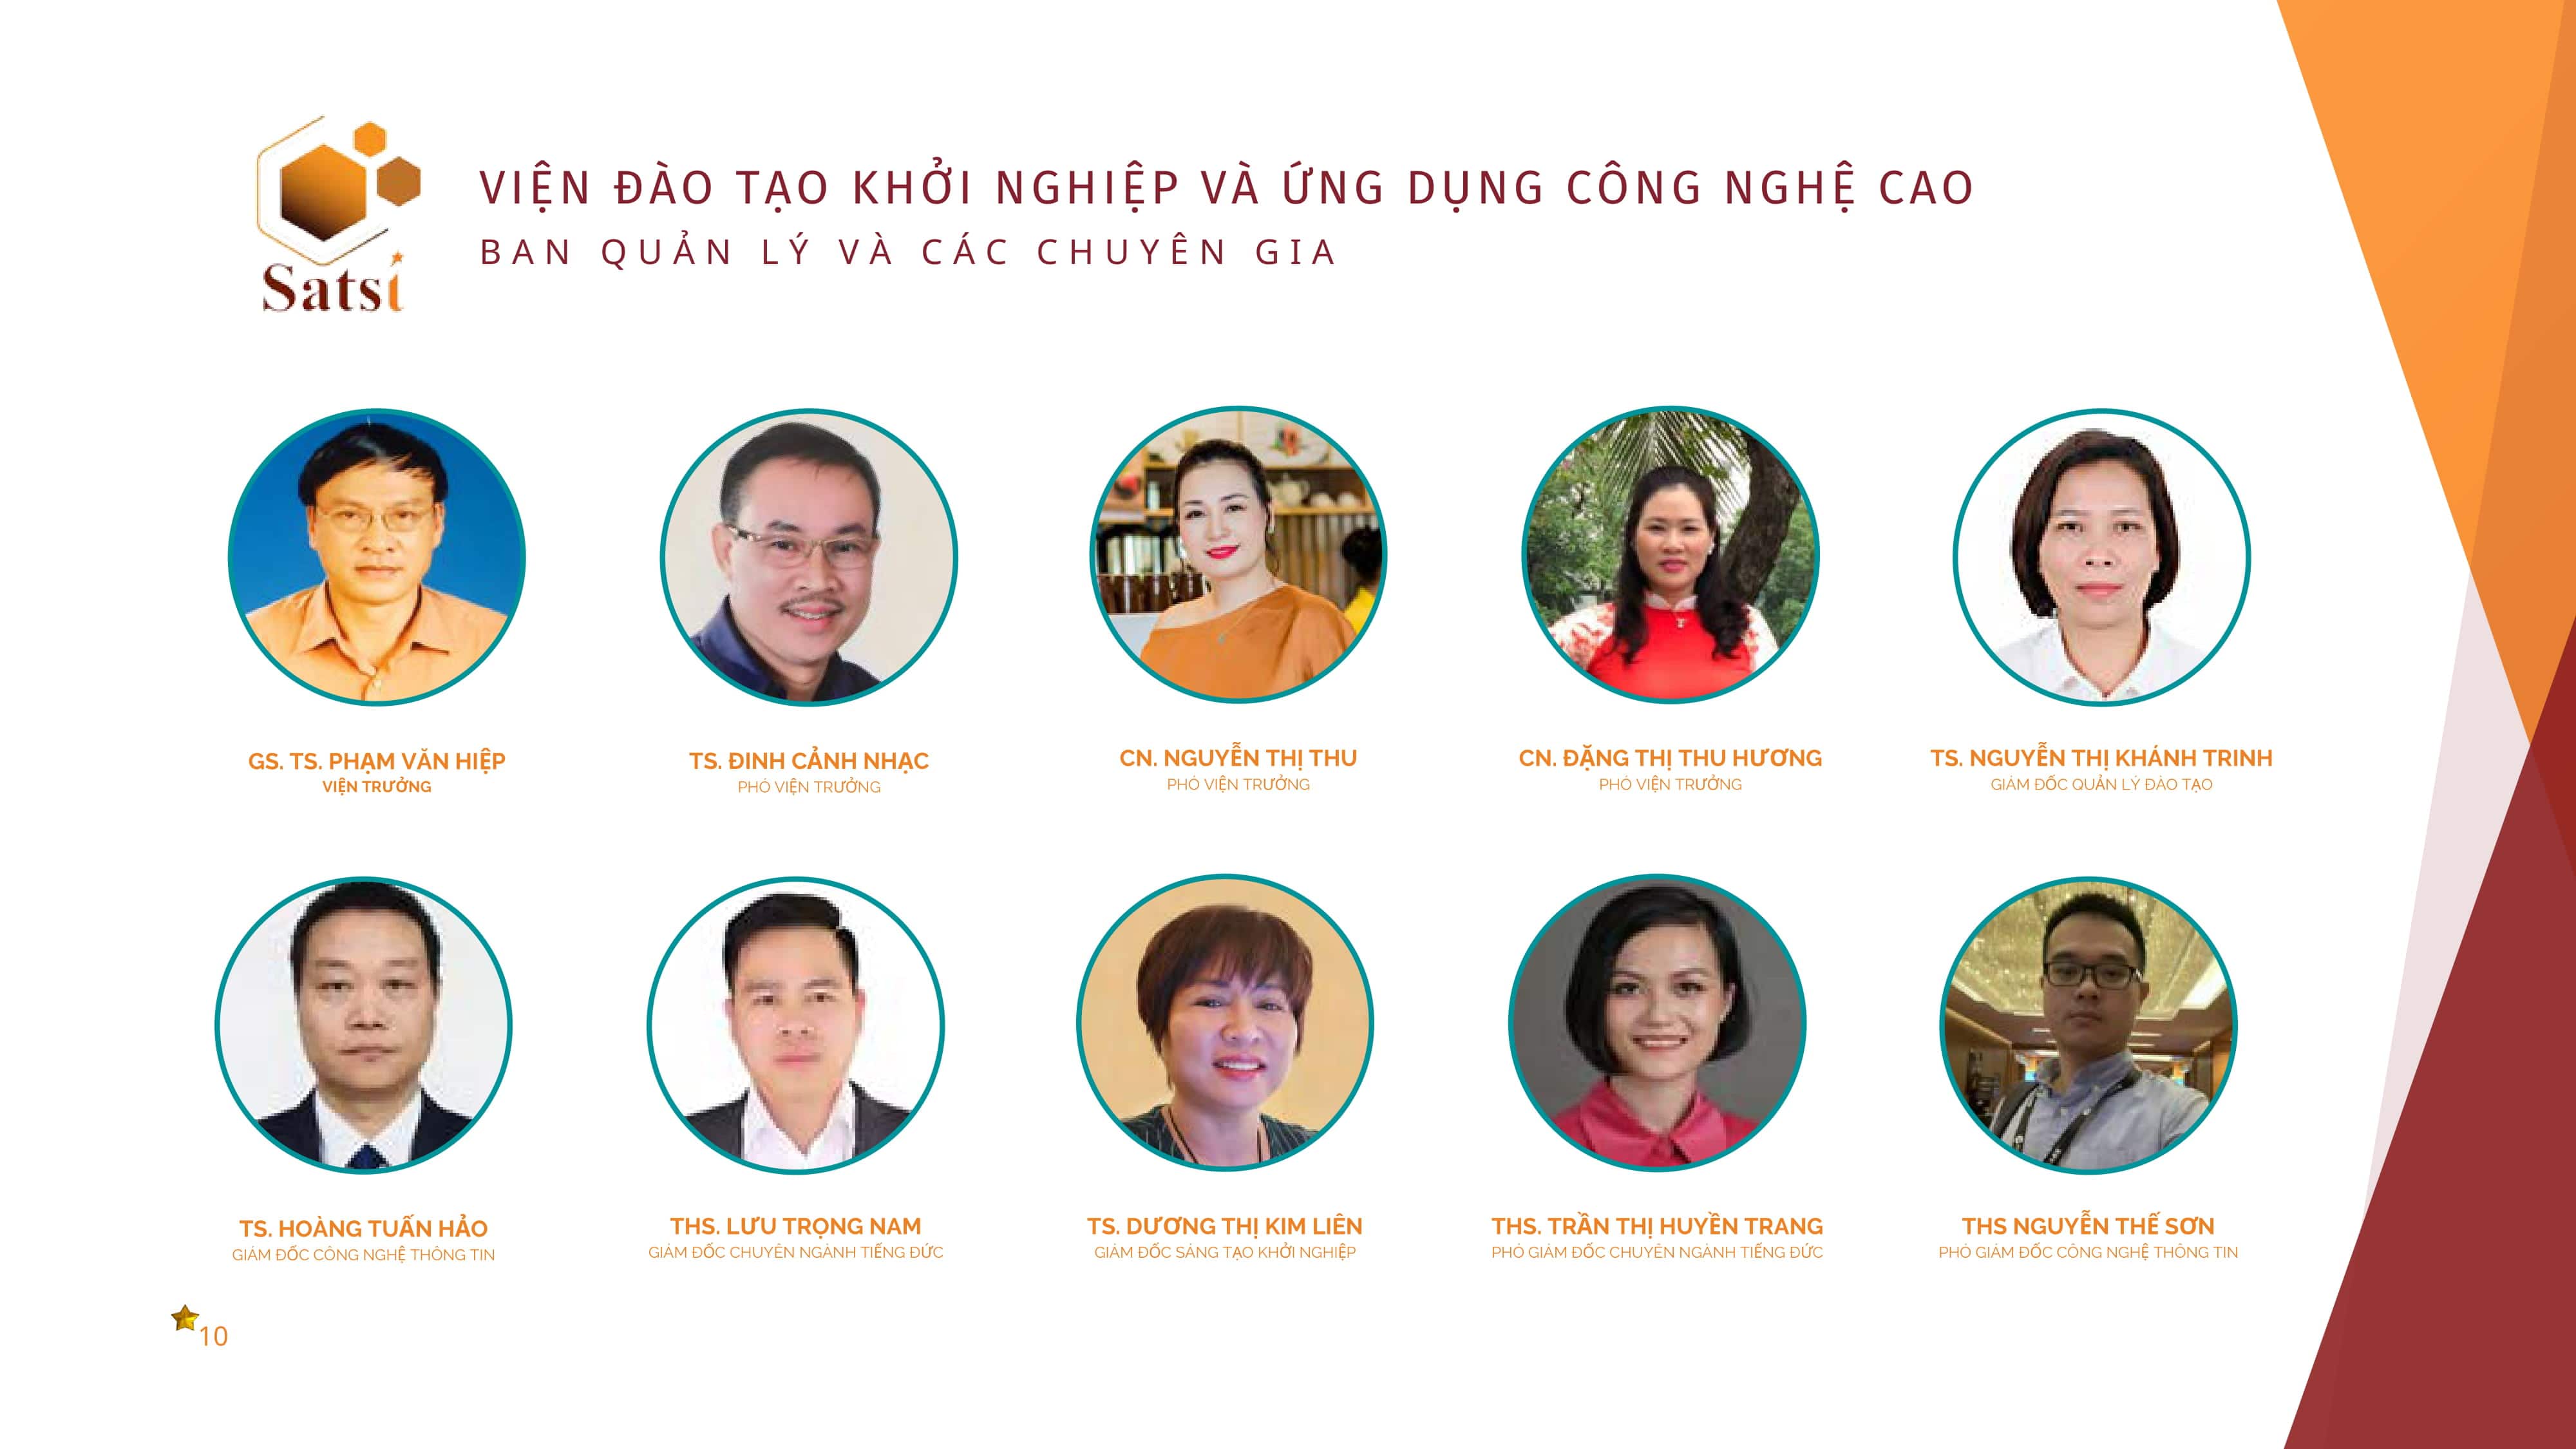 Satsi
VIỆN ĐÀO TẠO KHỞI NGHIỆP VÀ ỨNG DỤNG CÔNG NGHỆ CAO
BAN QUẢN LÝ VÀ CÁC CHUYÊN GIA
GS. TS. PHẠM VĂN HIỆP
VIỆN TRƯỞNG
TS. ĐINH CẢNH NHẠC
PHÓ VIỆN TRƯỞNG
CN. NGUYỄN THỊ THU
PHÓ VIỆN TRƯỞNG
CN. ĐẶNG THỊ THU HƯƠNG
PHÓ VIỆN TRƯỞNG
TS. NGUYỄN THỊ KHÁNH TRINH
GIÁM ĐỐC QUẢN LÝ ĐÀO TẠO
TS. HOÀNG TUẤN HẢO
GIÁM ĐỐC CÔNG NGHỆ THÔNG TIN
THS. LƯU TRỌNG NAM
GIÁM ĐỐC CHUYÊN NGÀNH TIẾNG ĐỨC
TS. DƯƠNG THỊ KIM LIÊN
GIÁM ĐỐC SÁNG TẠO KHỞI NGHIỆP
THS. TRẦN THỊ HUYỀN TRANG
PHÓ GIÁM ĐỐC CHUYÊN NGÀNH TIẾNG ĐỨC
THS NGUYỄN THẾ SƠN
PHÓ GIÁM ĐỐC CÔNG NGHỆ THÔNG TIN
10